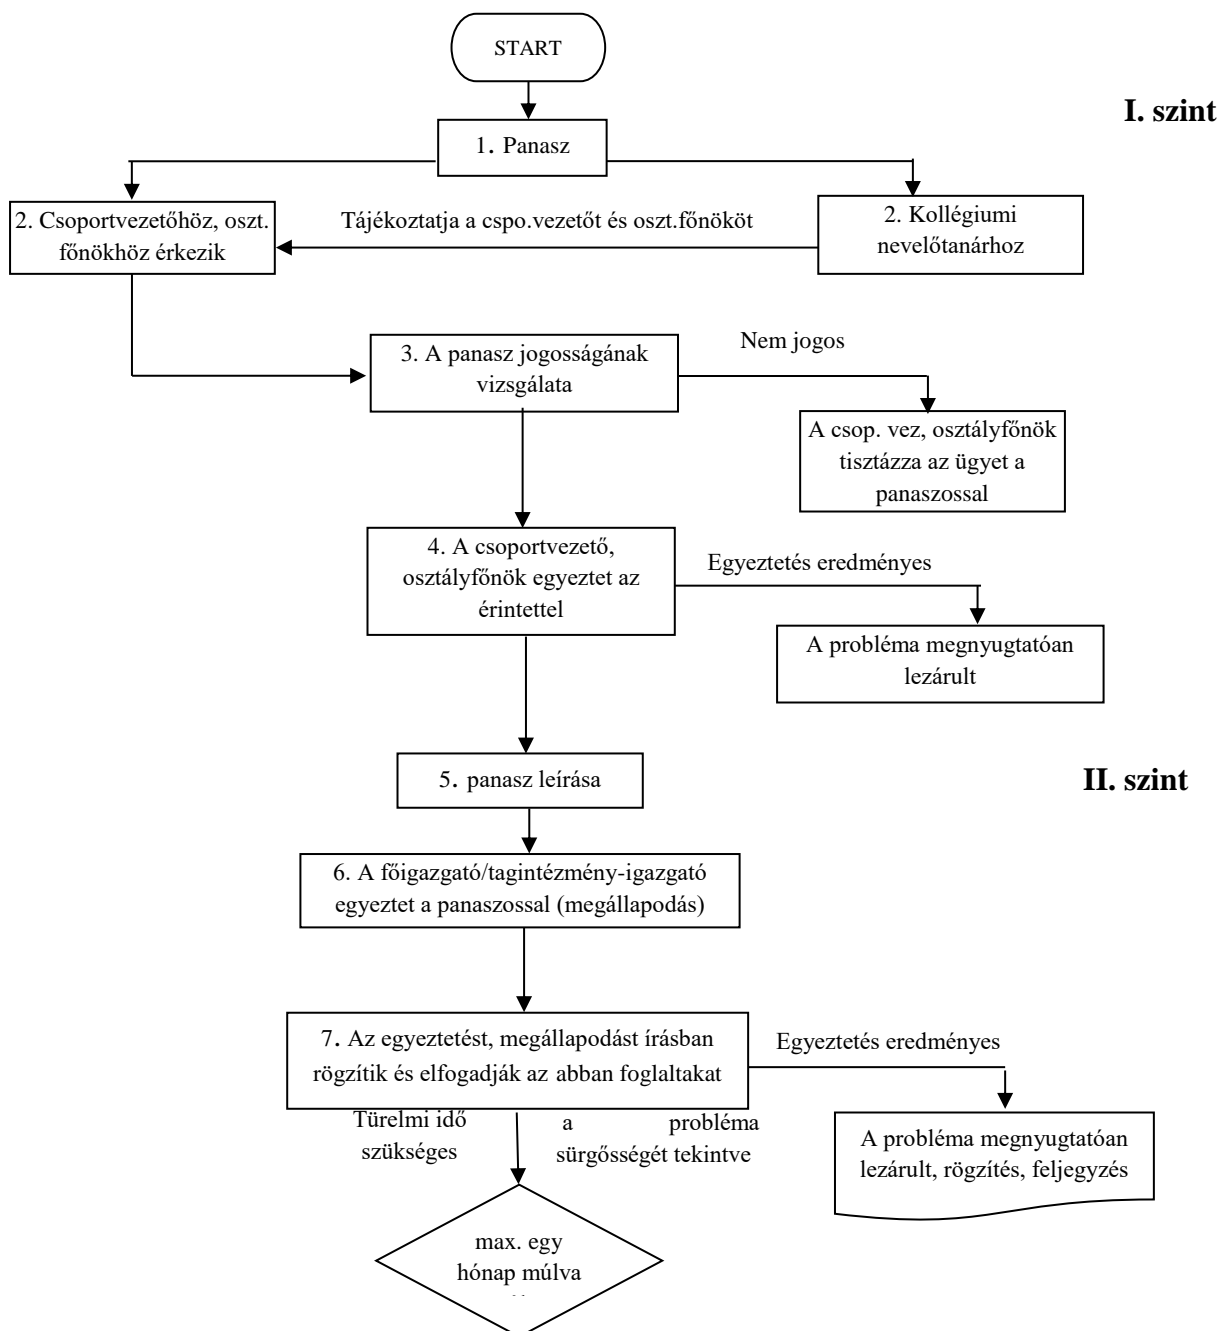 START
I. szint
1. Panasz
2. Csoportvezetőhöz, oszt.
főnökhöz érkezik
Tájékoztatja a cspo.vezetőt és oszt.főnököt
2. Kollégiumi
nevelőtanárhoz
3. A panasz jogosságának
vizsgálata
Nem jogos
A csop. vez, osztályfőnök
tisztázza az ügyet a
panaszossal
4. A csoportvezető,
osztályfőnök egyeztet az
érintettel
Egyeztetés eredményes
A probléma megnyugtatóan
lezárult
5. panasz leírása
II. szint
6. A főigazgató/tagintézmény-igazgató
egyeztet a panaszossal (megállapodás)
7. Az egyeztetést, megállapodást írásban
rögzítik és elfogadják az abban foglaltakat
Egyeztetés eredményes
Türelmi idő
szükséges
a probléma
sürgősségét tekintve
A probléma megnyugtatóan
lezárult, rögzítés, feljegyzés
max. egy
hónap múlva